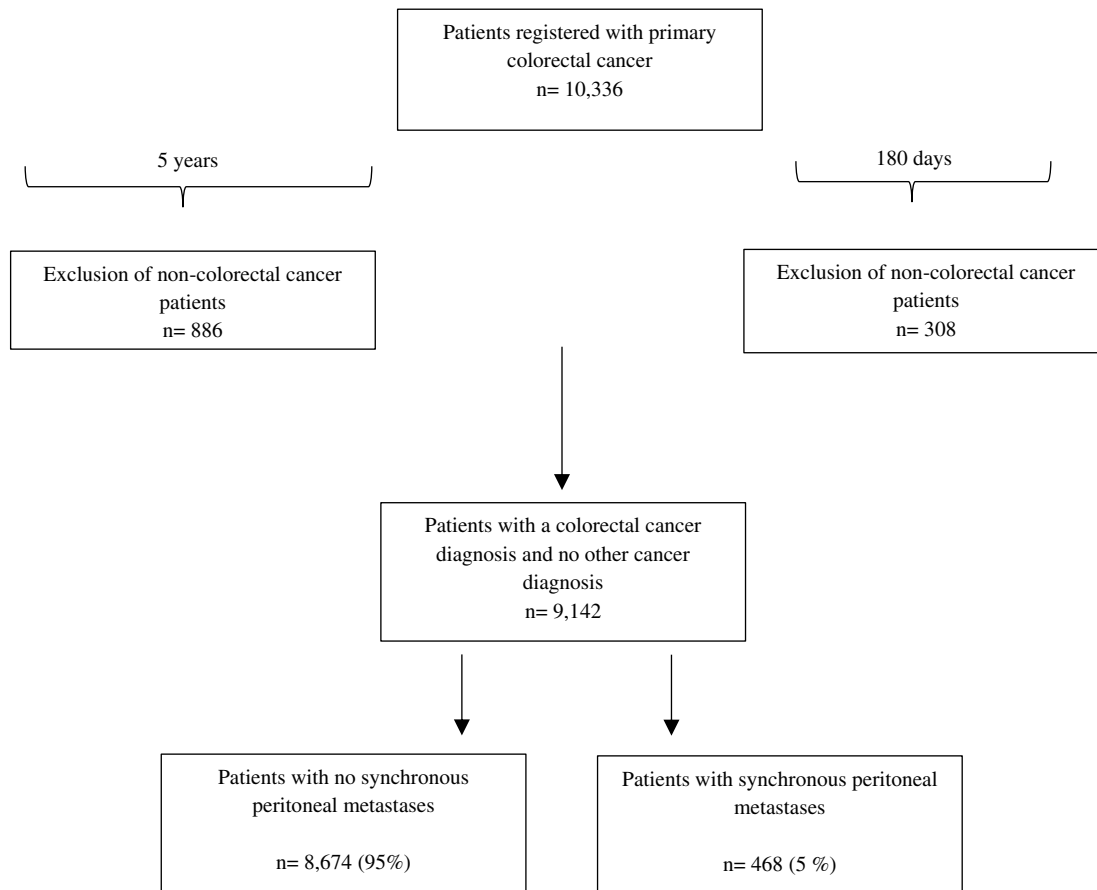 Patients registered with primary
colorectal cancer
n= 10,336
5 years
180 days
Exclusion of non-colorectal cancer
patients
n= 886
Exclusion of non-colorectal cancer
patients
n= 308
Patients with a colorectal cancer
diagnosis and no other cancer
diagnosis
n= 9,142
Patients with no synchronous
peritoneal metastases
n= 8,674 (95%)
Patients with synchronous peritoneal
metastases
n= 468 (5 %)